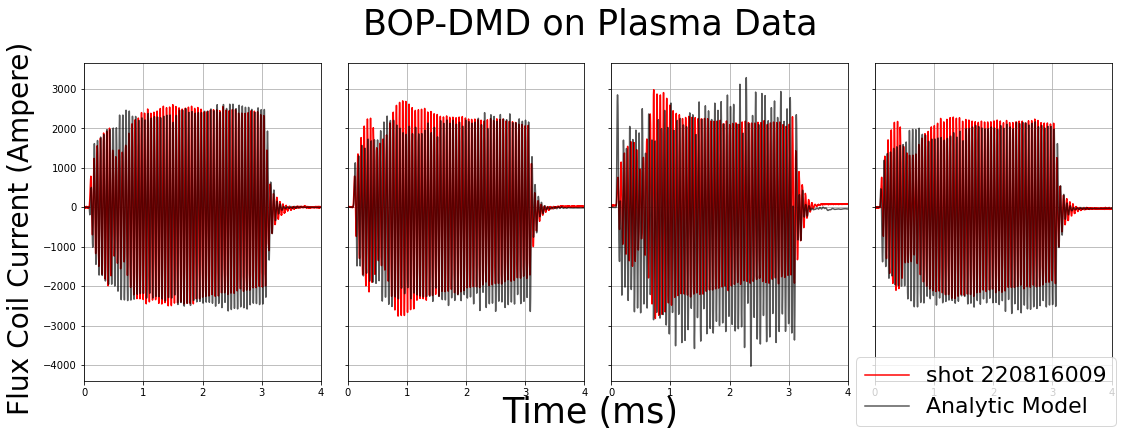 BOP-DMD on Plasma Data
Flux Coil Current (Ampere)
3000
2000
1000
0
−1000
−2000
−3000
−4000
0 1 2 3 4
0 1 2 3 4
0 1 2 3 4
0 1 2 3 4
Time (ms)
shot 220816009
Analytic Model